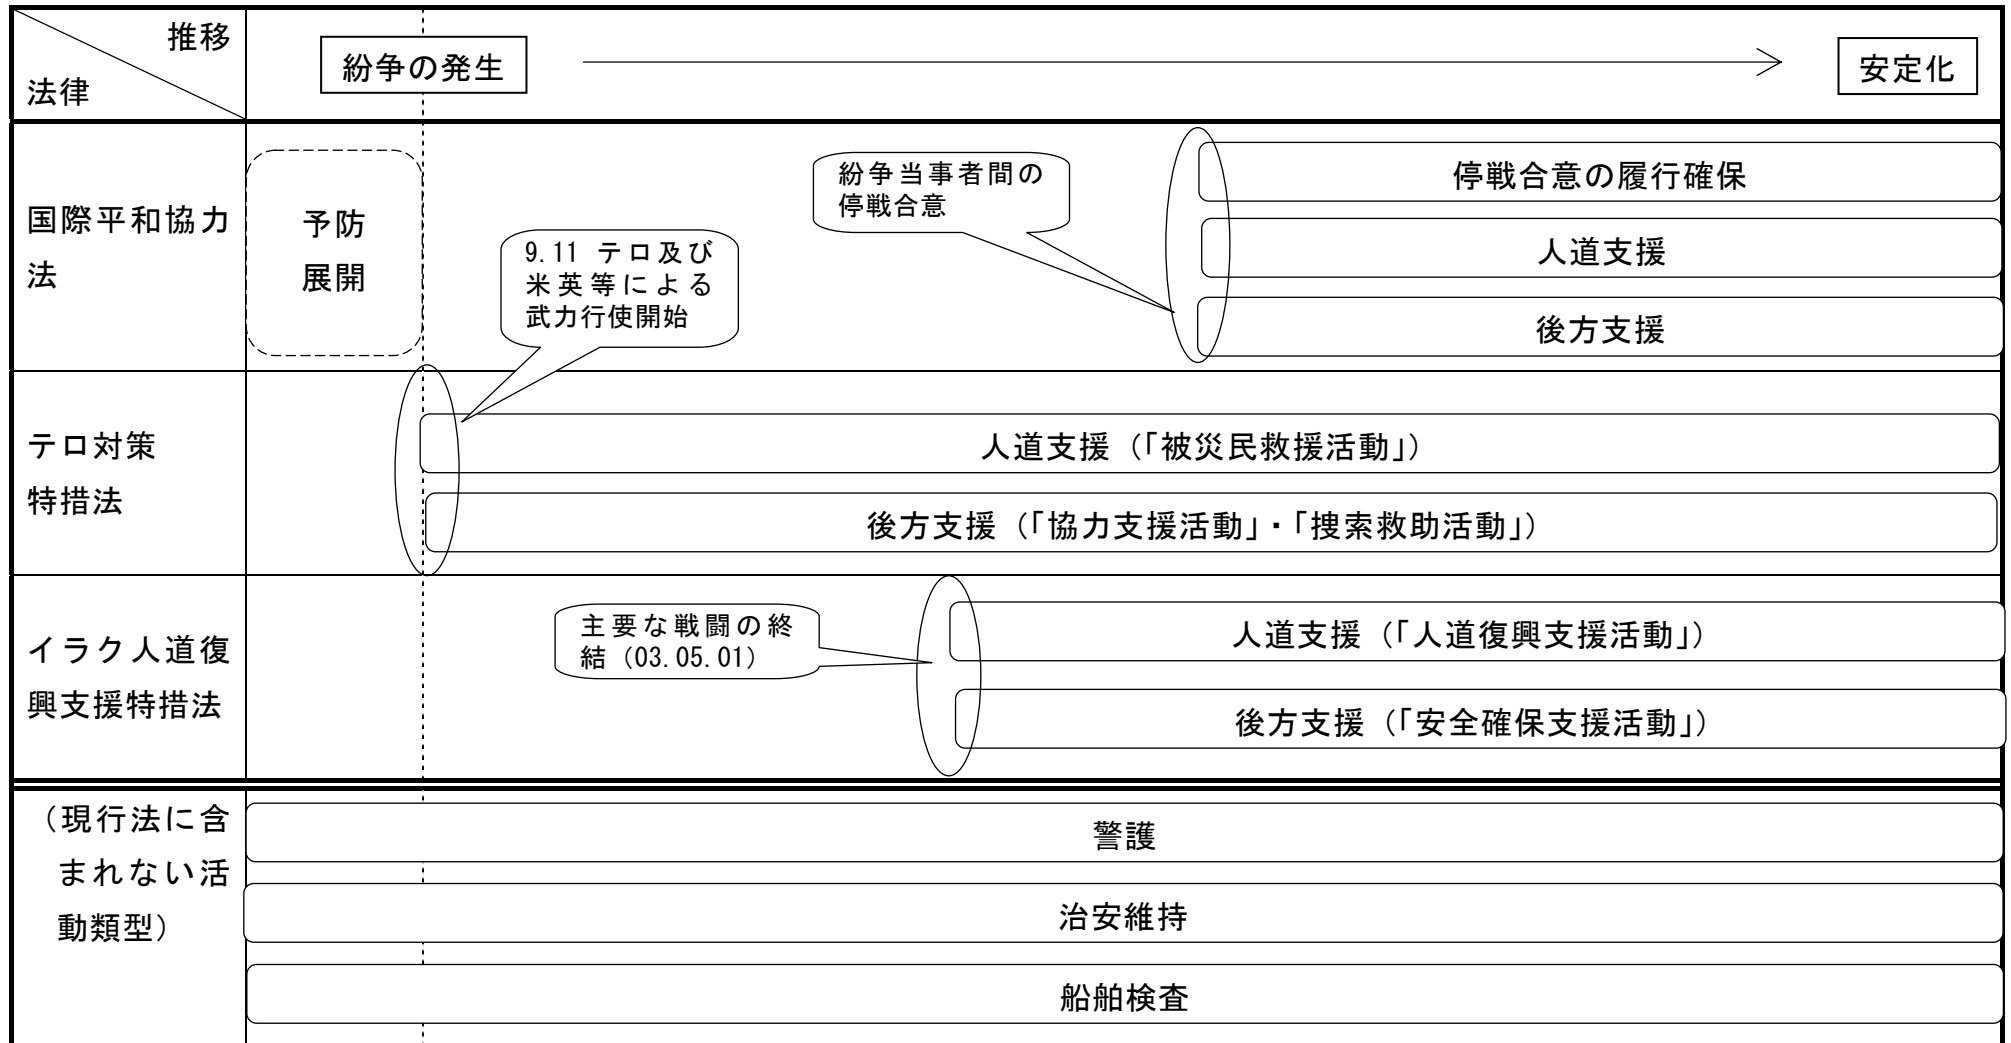 推移
法律
紛争の発生
安定化
国際平和協力
法
予防
展開
紛争当事者間の
停戦合意
停戦合意の履行確保
人道支援
後方支援
9.11 テロ及び
米英等による
武力行使開始
テロ対策
特措法
人道支援（「被災民救援活動」）
後方支援（「協力支援活動」・「捜索救助活動」）
イラク人道復
興支援特措法
主要な戦闘の終
結（03.05.01）
人道支援（「人道復興支援活動」）
後方支援（「安全確保支援活動」）
（現行法に含
まれない活
動類型）
警護
治安維持
船舶検査